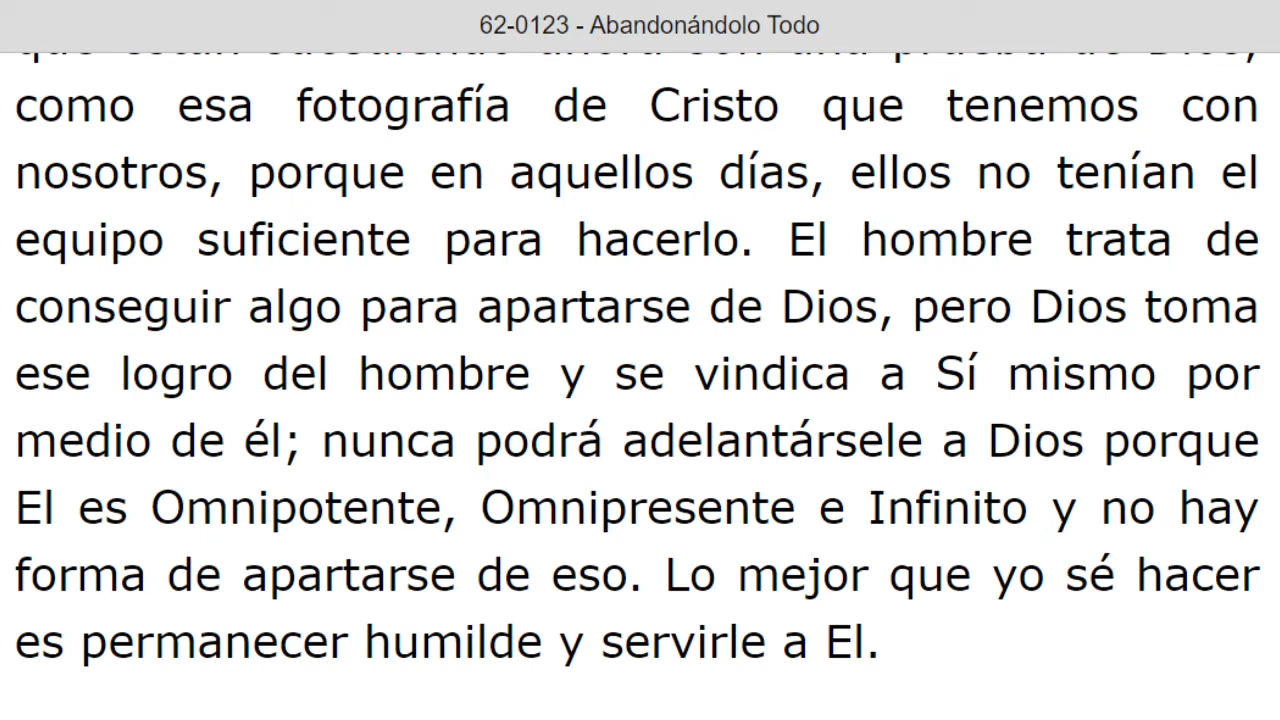 62-0123 - Abandonándolo Todo
como esa fotografía de Cristo que tenemos con
nosotros, porque en aquellos días, ellos no tenían el
equipo suficiente para hacerlo. El hombre trata de
conseguir algo para apartarse de Dios, pero Dios toma
ese logro del hombre y se vindica a Sí mismo por
medio de él; nunca podrá adelantársele a Dios porque
El es Omnipotente, Omnipresente e Infinito y no hay
forma de apartarse de eso. Lo mejor que yo sé hacer
es permanecer humilde y servirle a El.